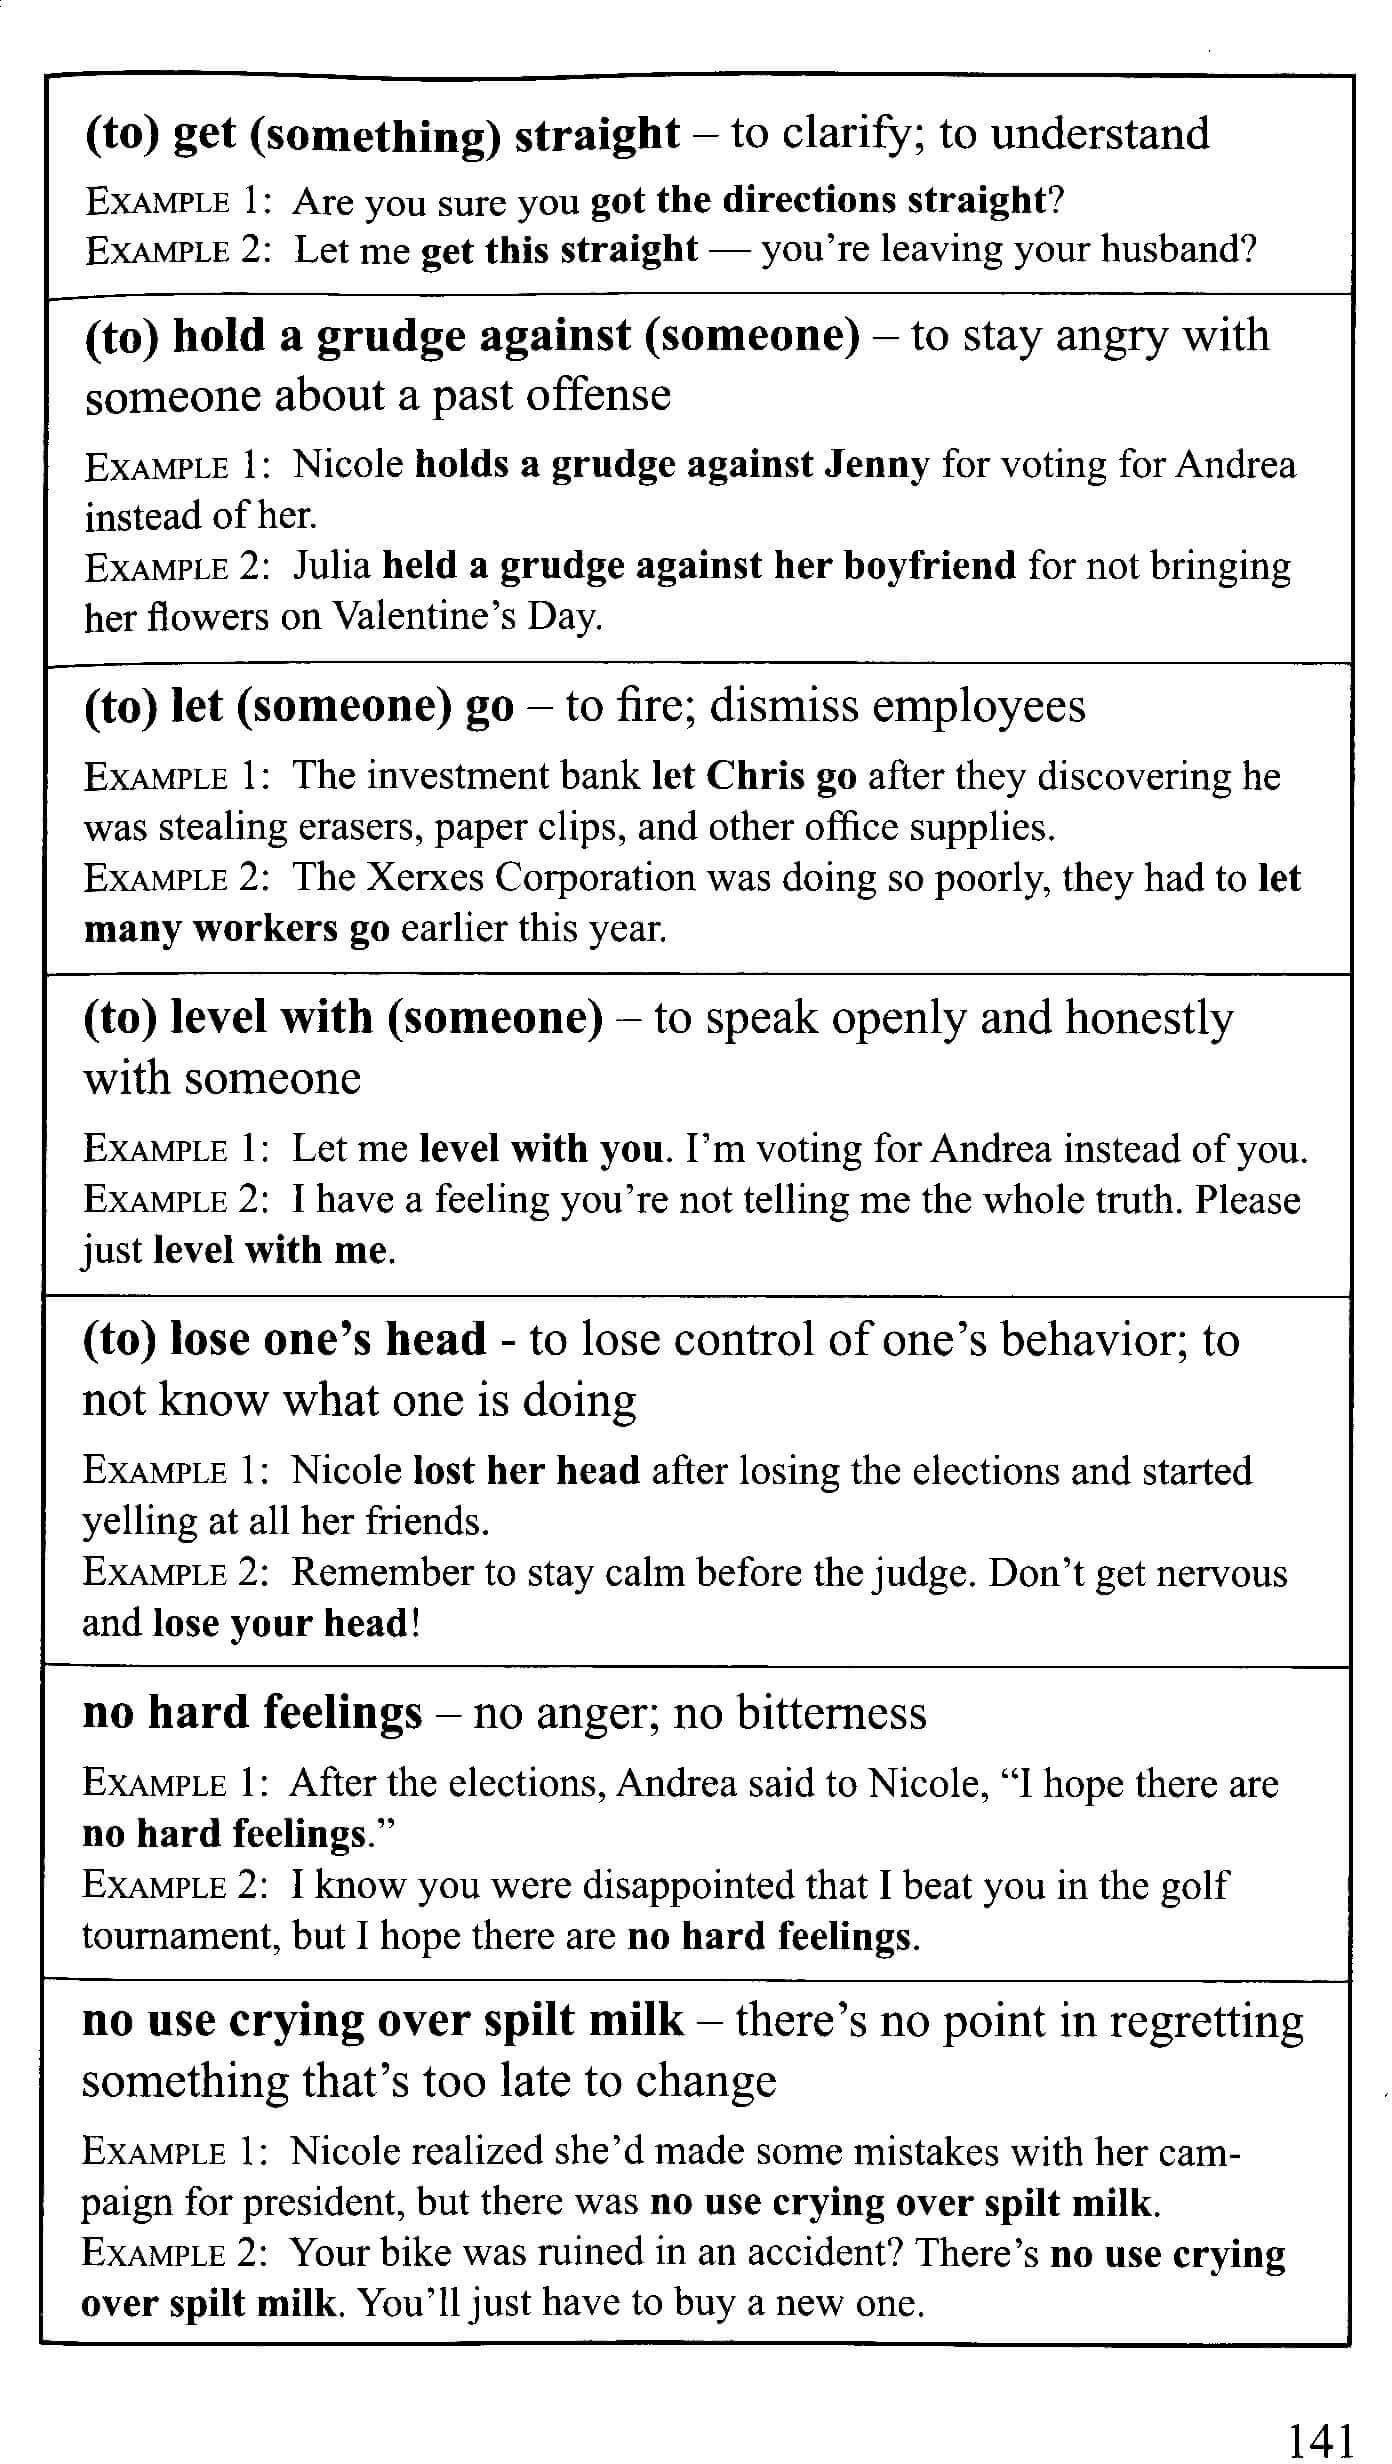 (to) get (something) straight – to clarify; to understand
EXAMPLE 1: Are you sure you got the directions straight?
EXAMPLE 2: Let me get this straight — you're leaving your husband?
(to) hold a grudge against (someone) – to stay angry with
someone about a past offense
EXAMPLE 1: Nicole holds a grudge against Jenny for voting for Andrea
instead of her.
EXAMPLE 2: Julia held a grudge against her boyfriend for not bringing
her flowers on Valentine's Day.
(to) let (someone) go – to fire; dismiss employees
EXAMPLE 1: The investment bank let Chris go after they discovering he
was stealing erasers, paper clips, and other office supplies.
EXAMPLE 2: The Xerxes Corporation was doing so poorly, they had to let
many workers go earlier this year.
(to) level with (someone) – to speak openly and honestly
with someone
EXAMPLE 1: Let me level with you. I'm voting for Andrea instead of you.
EXAMPLE 2: I have a feeling you're not telling me the whole truth. Please
just level with me.
(to) lose one's head - to lose control of one's behavior; to
not know what one is doing
EXAMPLE 1: Nicole lost her head after losing the elections and started
yelling at all her friends.
EXAMPLE 2: Remember to stay calm before the judge. Don't get nervous
and lose your head!
no hard feelings – no anger; no bitterness
EXAMPLE 1: After the elections, Andrea said to Nicole, “I hope there are
no hard feelings.”
EXAMPLE 2: I know you were disappointed that I beat you in the golf
tournament, but I hope there are no hard feelings.
no use crying over spilt milk – there's no point in regretting
something that's too late to change
EXAMPLE 1: Nicole realized she'd made some mistakes with her cam-
paign for president, but there was no use crying over spilt milk.
EXAMPLE 2: Your bike was ruined in an accident? There's no use crying
over spilt milk. You'll just have to buy a new one.
141